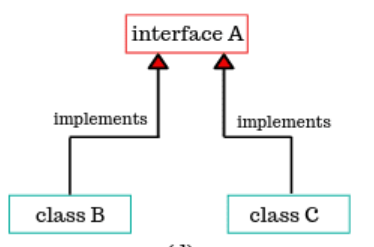 interface A
implements
implements
class B
class C